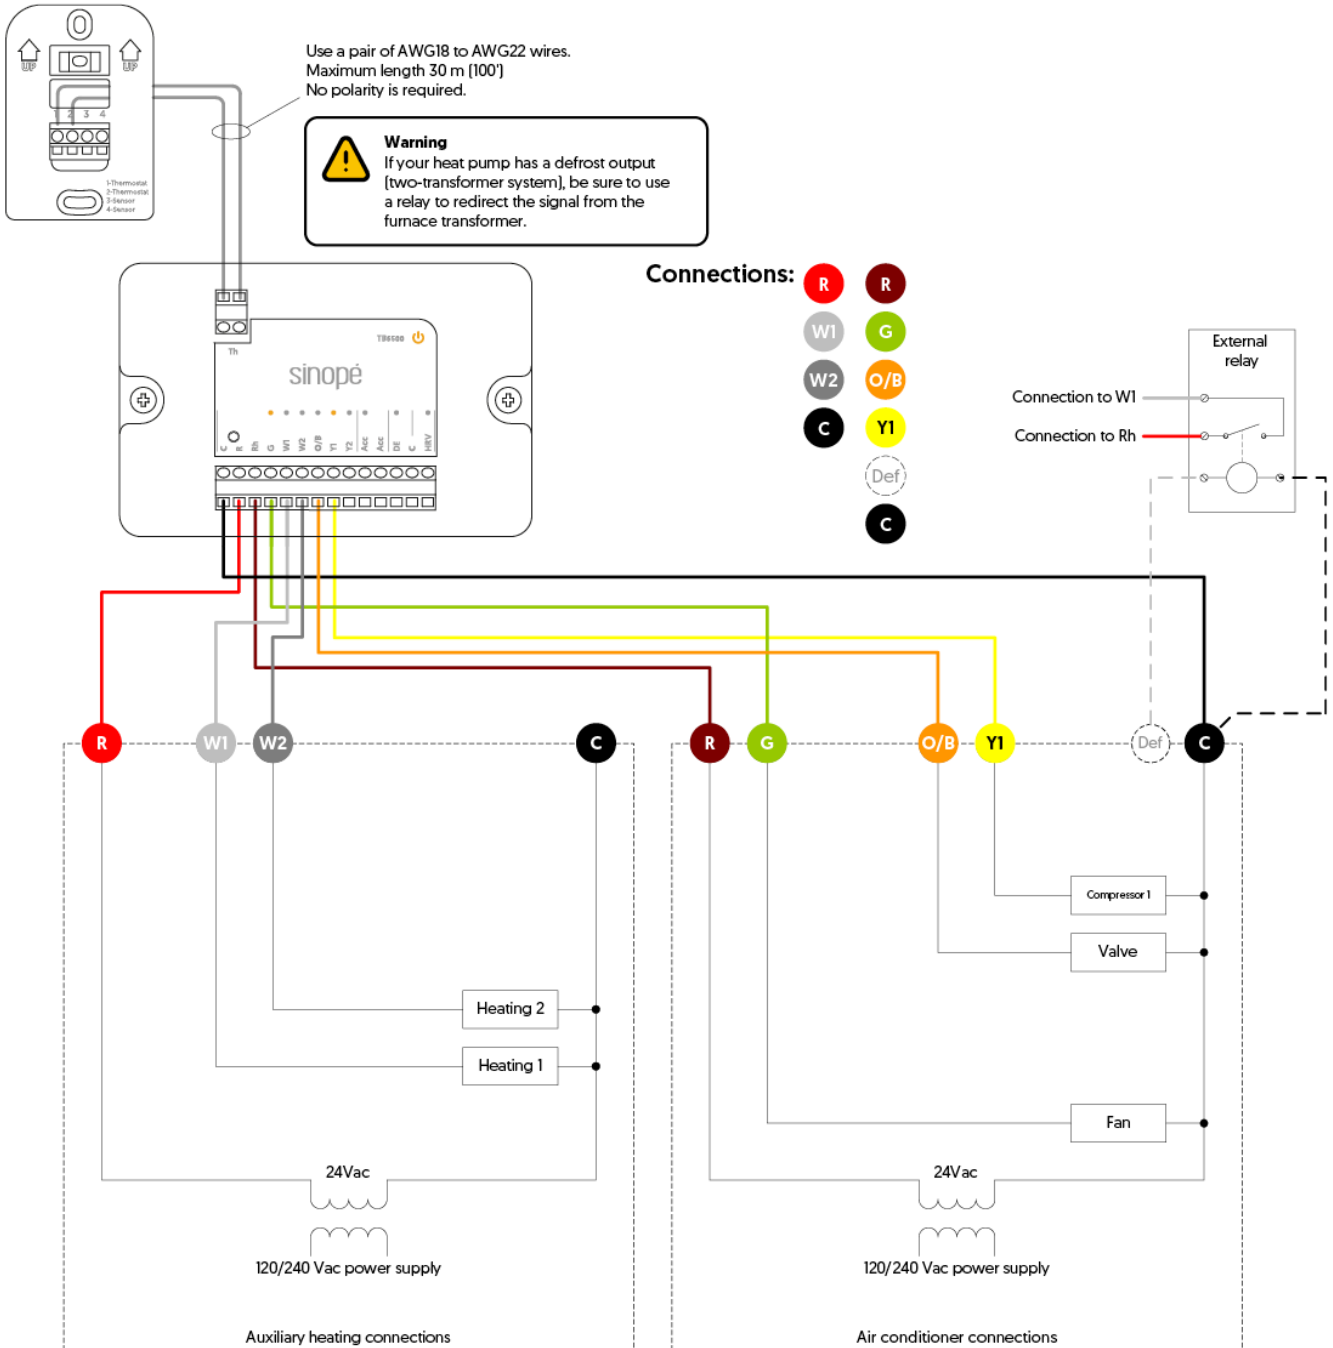 UP
UP
1 2 3 4
1-Thermostat
2-Thermostat
3-Sensor
4-Sensor
Use a pair of AWG18 to AWG22 wires.
Maximum length 30 m (100')
No polarity is required.
Warning
If your heat pump has a defrost output
(two-transformer system), be sure to use
a relay to redirect the signal from the
furnace transformer.
Th
sinopé
C R Rh G W1 W2 O/B Y1 Y2 Acc Acc DE C HRV
Connections:
R R
W1 G
W2 O/B
C Y1
Def
C
External
relay
Connection to W1
Connection to Rh
R W1 W2 C R G O/B Y1 Def C
Compressor 1
Valve
Heating 2
Heating 1
Fan
24Vac
24Vac
120/240 Vac power supply
120/240 Vac power supply
Auxiliary heating connections
Air conditioner connections